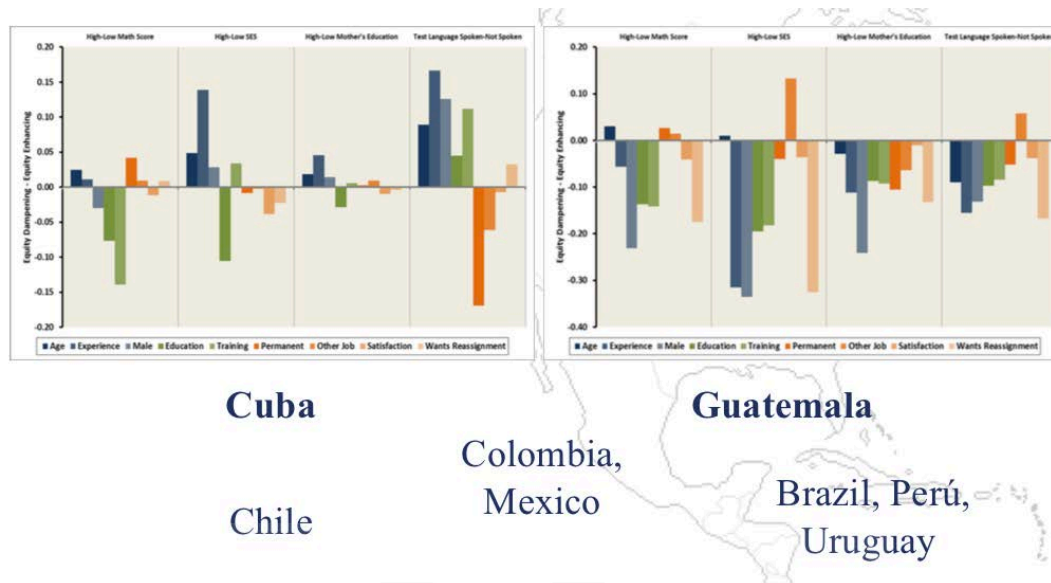 High-Low Math Score High-Low SES High-Low Mother's Education Test Language Spoken-Not Spoken
Equity Dampening - Equity Enhancing
0.20
0.15
0.10
0.05
0.00
-0.05
-0.10
-0.15
-0.20
Age Experience Male Education Training Permanent Other Job Satisfaction Wants Reassignment
High-Low Math Score High-Low SES High-Low Mother's Education Test Language Spoken-Not Spoken
Equity Dampening - Equity Enhancing
0.20
0.10
0.00
-0.10
-0.20
-0.30
-0.40
Age Experience Male Education Training Permanent Other Job Satisfaction Wants Reassignment
Cuba
Guatemala
Colombia,
Mexico
Chile
Brazil, Perú,
Uruguay